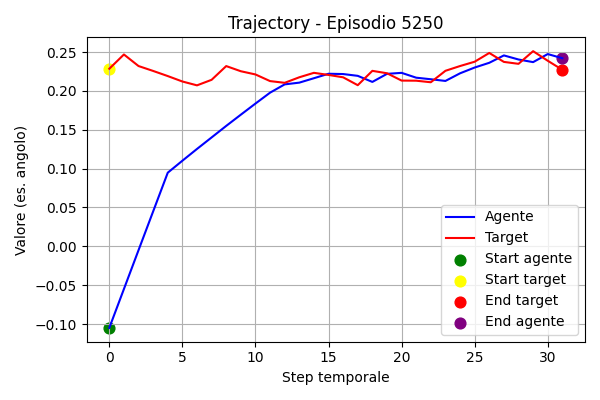 Trajectory - Episodio 5250
Valore (es. angolo)
0.25
0.20
0.15
0.10
0.05
0.00
−0.05
−0.10
0 5 10 15 20 25 30
Step temporale
Agente
Target
Start agente
Start target
End target
End agente